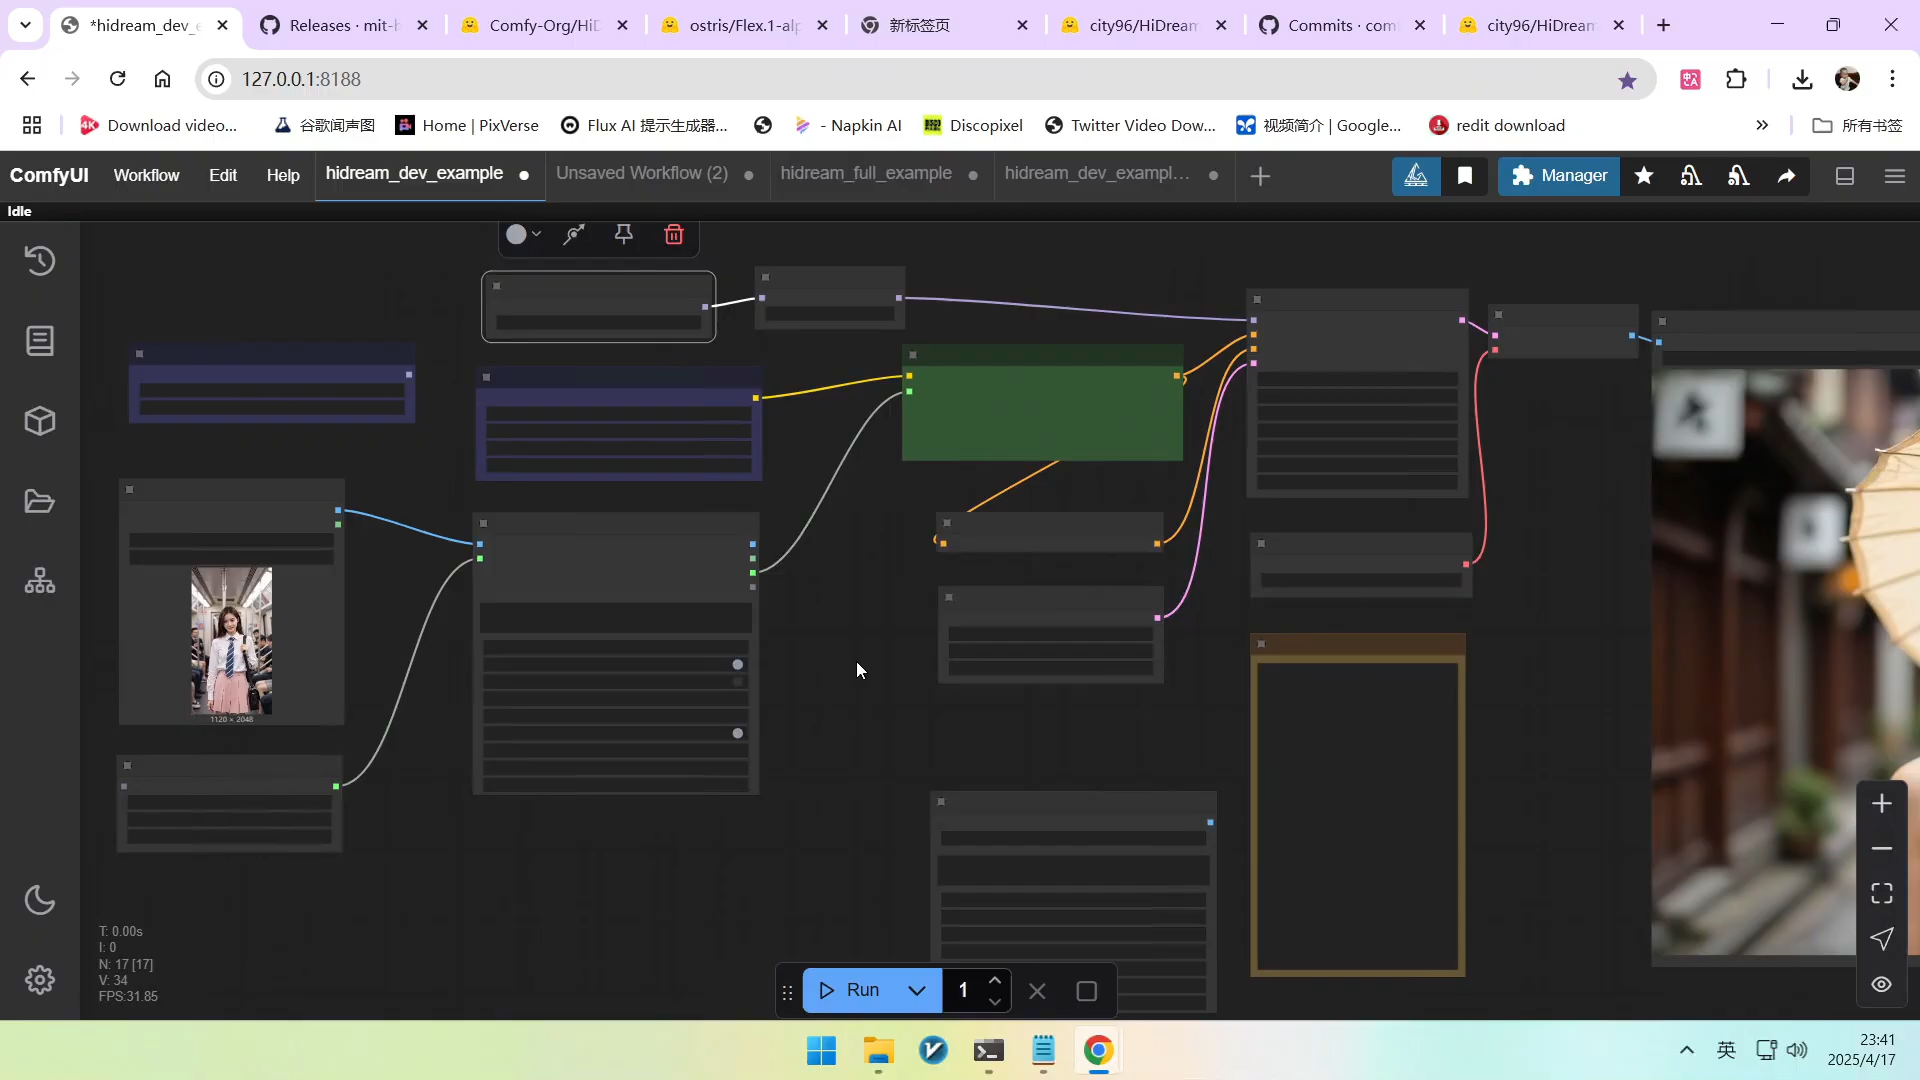 *hidream_dev_e
Releases · mit-h
Comfy-Org/HiD
ostris/Flex.1-alp
新标签页
city96/HiDream
Commits · com
city96/HiDream
127.0.0.1:8188
Download video...
谷歌闻声图
Home | PixVerse
Flux AI 提示生成器...
- Napkin AI
Discopixel
Twitter Video Dow...
视频简介 | Google...
redit download
所有书签
ComfyUI
Workflow
Edit
Help
hidream_dev_example
Unsaved Workflow (2)
hidream_full_example
hidream_dev_exampl...
Manager
Idle
1120 × 2048
T: 0.00s
I: 0
N: 17 [17]
V: 34
FPS:31.85
Run
1
英
23:41
2025/4/17